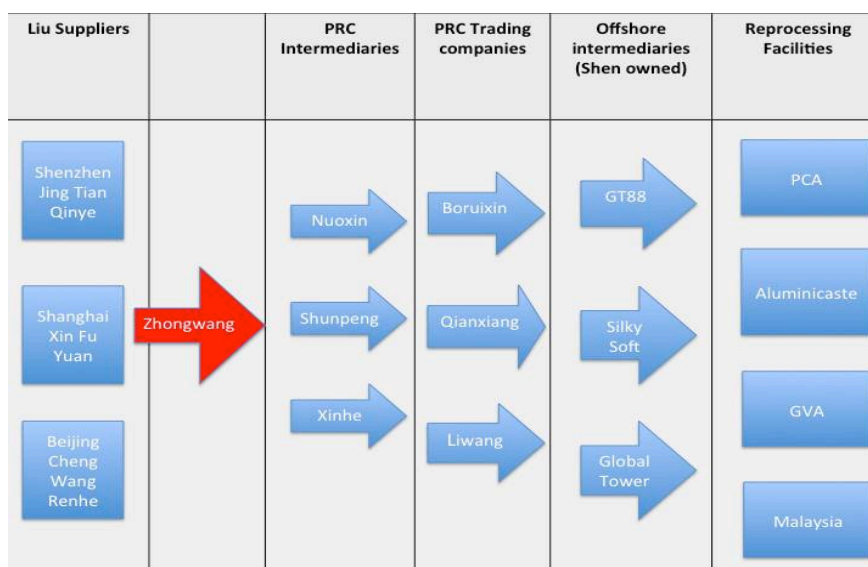 Liu Suppliers
PRC
Intermediaries
PRC Trading
companies
Offshore
intermediaries
(Shen owned)
Reprocessing
Facilities
Shenzhen
Jing Tian
Qinye
Shanghai
Xin Fu
Yuan
Beijing
Cheng
Wang
Renhe
Zhongwang
Nuoxin
Shunpeng
Xinhe
Boruixin
Qianxiang
Liwang
GT88
Silky
Soft
Global
Tower
PCA
Aluminicaste
GVA
Malaysia